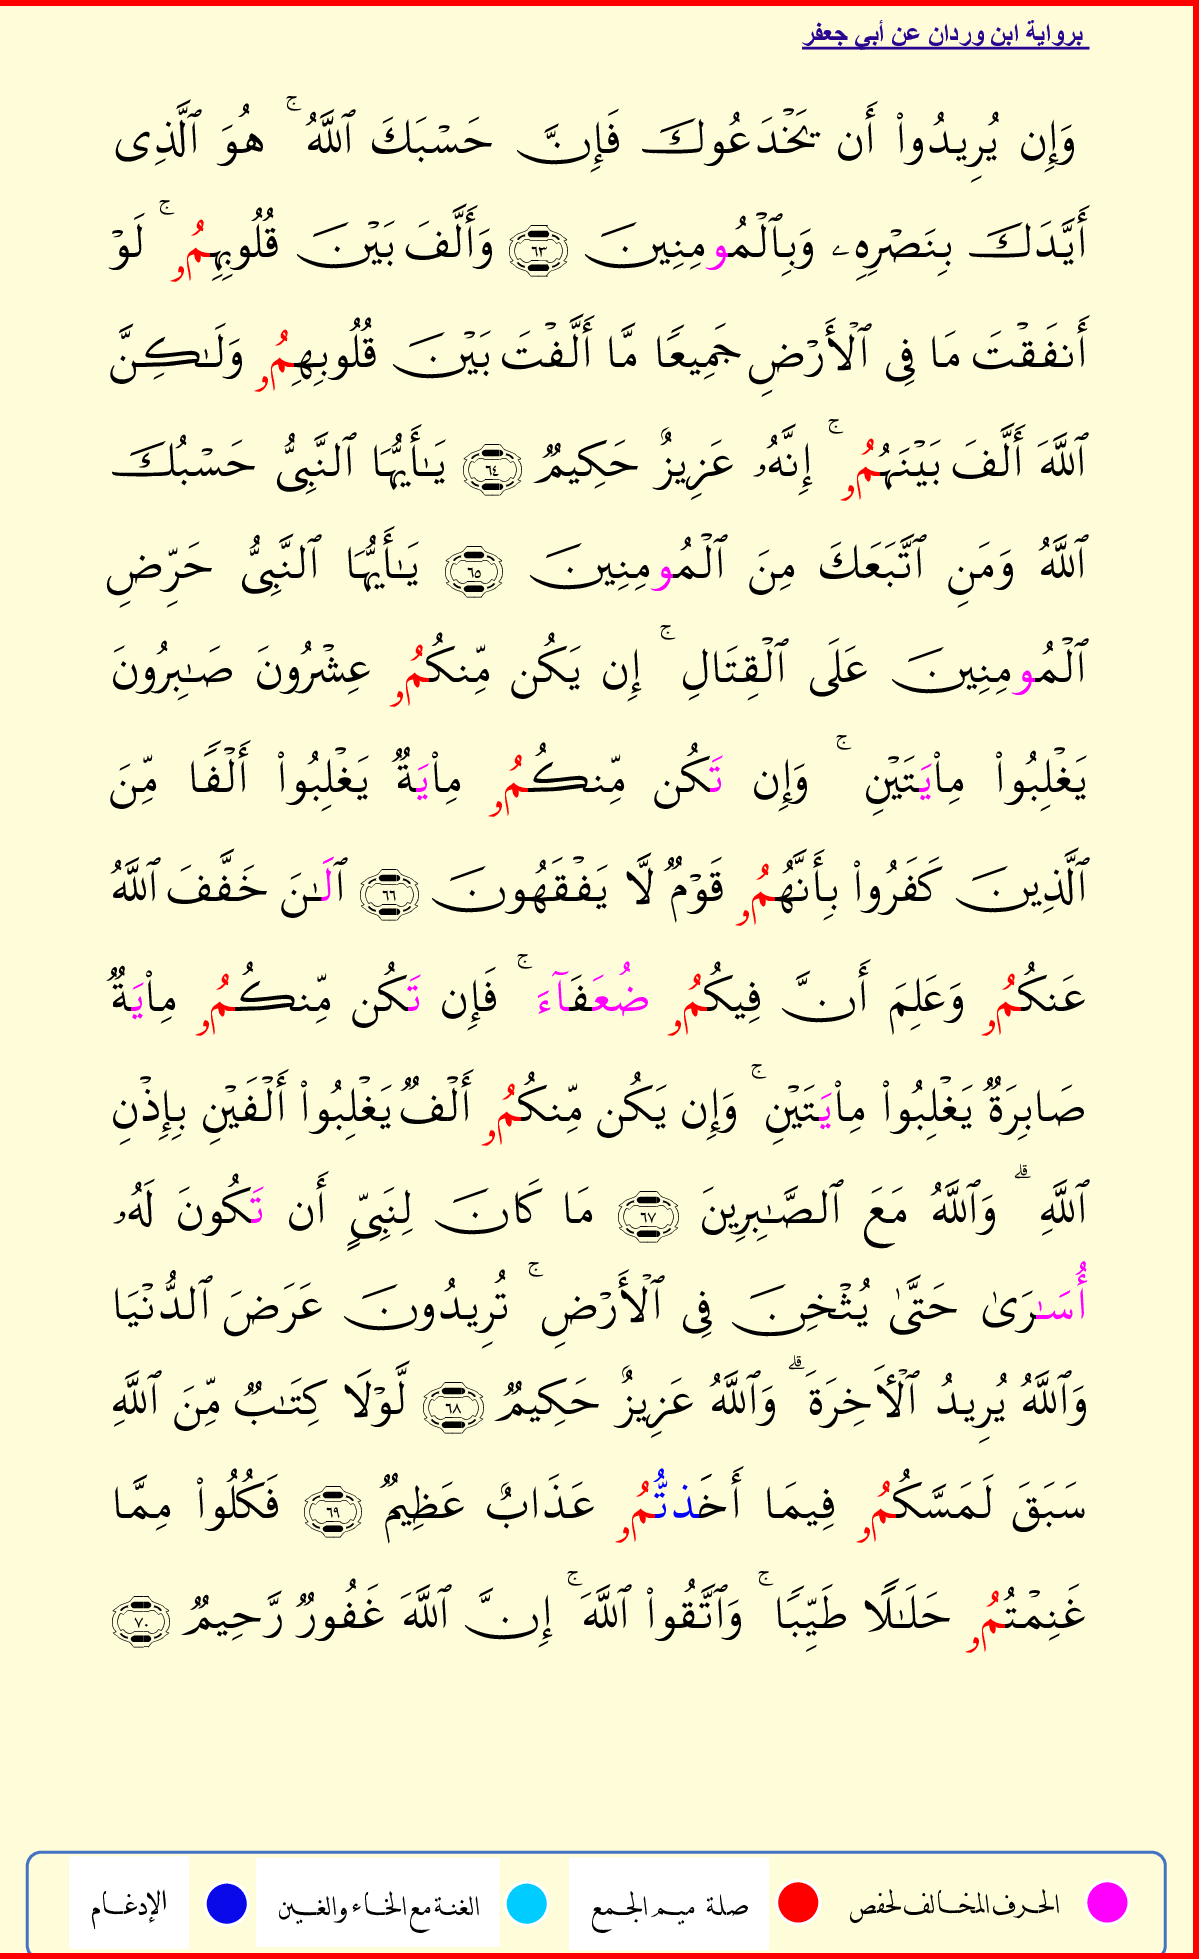 برواية ابن وردان عن أبي جعفر
وَإِن يُرِيدُوا۟ أَن يَخْدَعُوكَ فَإِنَّ حَسْبَكَ ٱللَّهُ ۚ هُوَ ٱلَّذِى
أَيَّدَكَ بِنَصْرِهِۦ وَبِٱلْمُومِنِينَ ٦٣ وَأَلَّفَ بَيْنَ قُلُوبِهِمُۥ ۚ لَوْ
أَنفَقْتَ مَا فِى ٱلْأَرْضِ جَمِيعًا مَّا أَلَّفْتَ بَيْنَ قُلُوبِهِمُۥ وَلَـٰكِنَّ
ٱللَّهَ أَلَّفَ بَيْنَهُمُۥ ۚ إِنَّهُۥ عَزِيزٌ حَكِيمٌ ٦٤ يَـٰأَيُّهَا ٱلنَّبِىُّ حَسْبُكَ
ٱللَّهُ وَمَنِ ٱتَّبَعَكَ مِنَ ٱلْمُومِنِينَ ٦٥ يَـٰأَيُّهَا ٱلنَّبِىُّ حَرِّضِ
ٱلْمُومِنِينَ عَلَى ٱلْقِتَالِ ۚ إِن يَكُن مِّنكُمُۥ عِشْرُونَ صَـٰبِرُونَ
يَغْلِبُوا۟ مِا۟يَتَيْنِ ۚ وَإِن تَكُن مِّنكُمُۥ مِا۟يَةٌ يَغْلِبُوا۟ أَلْفًا مِّنَ
ٱلَّذِينَ كَفَرُوا۟ بِأَنَّهُمُۥ قَوْمٌ لَّا يَفْقَهُونَ ٦٦ ٱلَـٰنَ خَفَّفَ ٱللَّهُ
عَنكُمُۥ وَعَلِمَ أَنَّ فِيكُمُۥ ضُعَفَآءَ ۚ فَإِن تَكُن مِّنكُمُۥ مِا۟يَةٌ
صَابِرَةٌ يَغْلِبُوا۟ مِا۟يَتَيْنِ ۚ وَإِن يَكُن مِّنكُمُۥ أَلْفٌ يَغْلِبُوا۟ أَلْفَيْنِ بِإِذْنِ
ٱللَّهِ ۗ وَٱللَّهُ مَعَ ٱلصَّـٰبِرِينَ ٦٧ مَا كَانَ لِنَبِىٍّ أَن تَكُونَ لَهُۥ
أُسَـٰرَىٰ حَتَّىٰ يُثْخِنَ فِى ٱلْأَرْضِ ۚ تُرِيدُونَ عَرَضَ ٱلدُّنْيَا
وَٱللَّهُ يُرِيدُ ٱلْأَخِرَةَ ۗ وَٱللَّهُ عَزِيزٌ حَكِيمٌ ٦٨ لَّوْلَا كِتَـٰبٌ مِّنَ ٱللَّهِ
سَبَقَ لَمَسَّكُمُۥ فِيمَا أَخَذتُّمُۥ عَذَابٌ عَظِيمٌ ٦٩ فَكُلُوا۟ مِمَّا
غَنِمْتُمُۥ حَلَـٰلًا طَيِّبًا ۚ وَٱتَّقُوا۟ ٱللَّهَ ۚ إِنَّ ٱللَّهَ غَفُورٌ رَّحِيمٌ ٧٠
الحرف المخالف لحفص صلة ميم الجمع الغنة مع الخاء والغين الإدغام